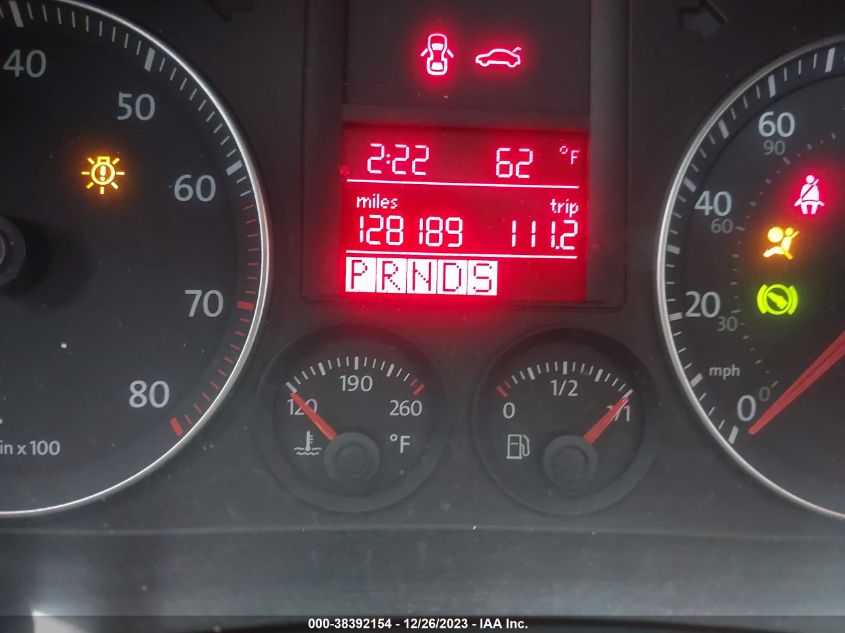 40
50
60
70
80
in x 100
2:22 62 °F
miles trip
128189 111.2
P R N D S
120 190 260
°F
0 1/2 1/1
60
90
40
60
20
30
mph
0
0
000-38392154 - 12/26/2023 - IAA Inc.